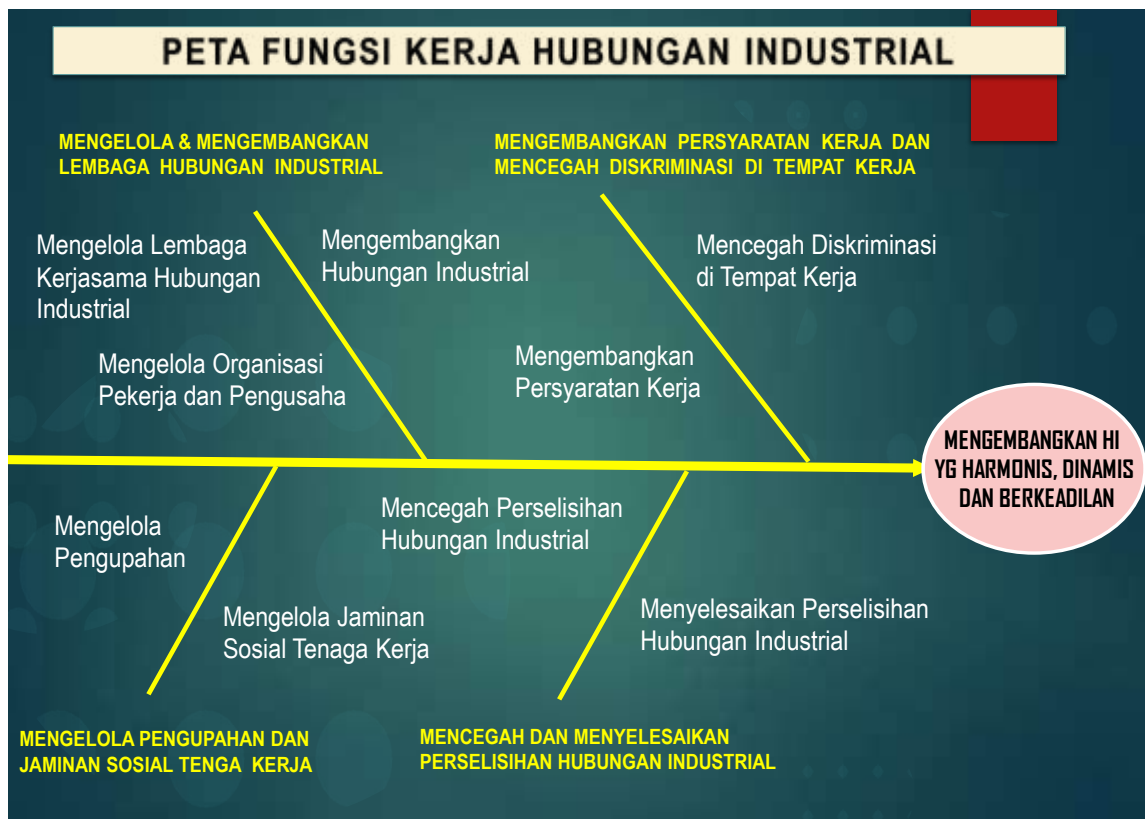 PETA FUNGSI KERJA HUBUNGAN INDUSTRIAL
MENGELOLA & MENGEMBANGKAN
LEMBAGA HUBUNGAN INDUSTRIAL
MENGEMBANGKAN PERSYARATAN KERJA DAN
MENCEGAH DISKRIMINASI DI TEMPAT KERJA
Mengelola Lembaga
Kerjasama Hubungan
Industrial
Mengembangkan
Hubungan Industrial
Mencegah Diskriminasi
di Tempat Kerja
Mengelola Organisasi
Pekerja dan Pengusaha
Mengembangkan
Persyaratan Kerja
MENGEMBANGKAN HI
YG HARMONIS, DINAMIS
DAN BERKEADILAN
Mengelola
Pengupahan
Mencegah Perselisihan
Hubungan Industrial
Mengelola Jaminan
Sosial Tenaga Kerja
Menyelesaikan Perselisihan
Hubungan Industrial
MENGELOLA PENGUPAHAN DAN
JAMINAN SOSIAL TENGA KERJA
MENCEGAH DAN MENYELESAIKAN
PERSELISIHAN HUBUNGAN INDUSTRIAL